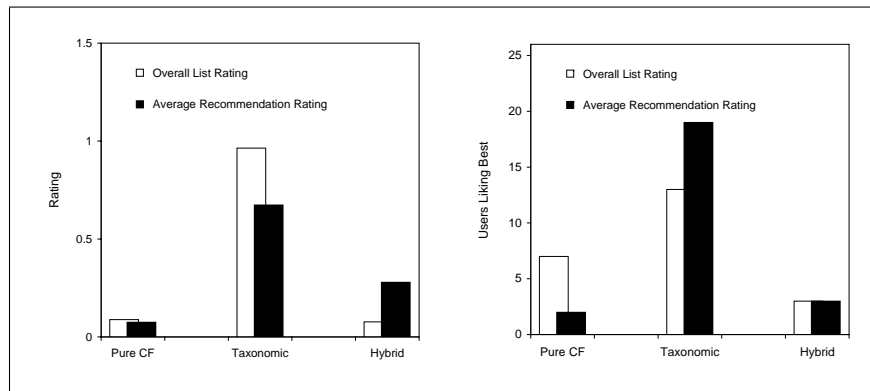 1.5
1
0.5
0
Rating
Overall List Rating
Average Recommendation Rating
Pure CF
Taxonomic
Hybrid
25
20
15
10
5
0
Users Liking Best
Overall List Rating
Average Recommendation Rating
Pure CF
Taxonomic
Hybrid